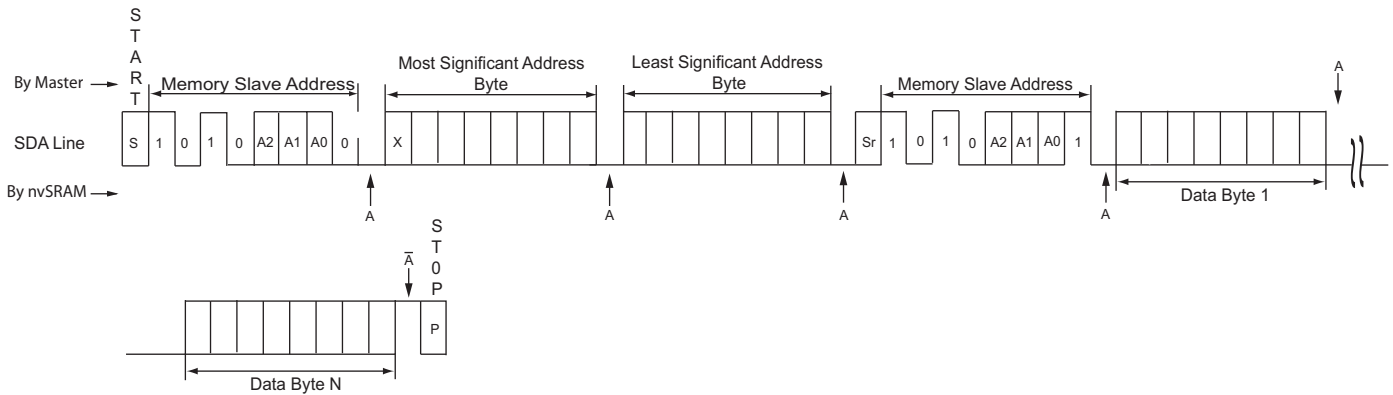 START
By Master
Memory Slave Address
Most Significant Address
Byte
Least Significant Address
Byte
Memory Slave Address
A
SDA Line
S 1 0 1 0 A2 A1 A0 0 X Sr 1 0 1 0 A2 A1 A0 1
By nvSRAM
A A A A
Data Byte 1
A̅
ST0P
P
Data Byte N